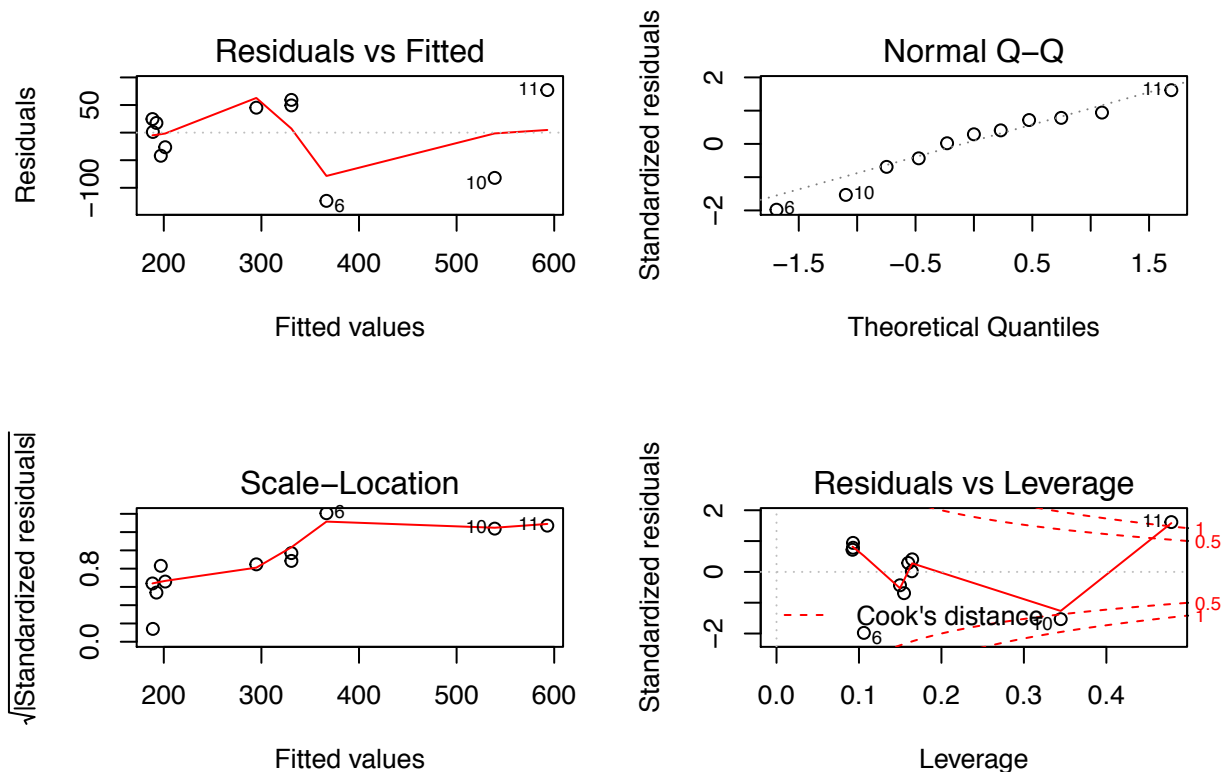 Residuals vs Fitted
Residuals
50
−100
11
10
6
200 300 400 500 600
Fitted values
Normal Q−Q
Standardized residuals
2
0
−2
11
10
6
−1.5 −0.5 0.5 1.5
Theoretical Quantiles
Scale−Location
√|Standardized residuals|
0.8
0.0
6
10
11
200 300 400 500 600
Fitted values
Residuals vs Leverage
Standardized residuals
2
0
−2
11
1
0.5
0.5
1
Cook's distance
10
6
0.0 0.1 0.2 0.3 0.4
Leverage